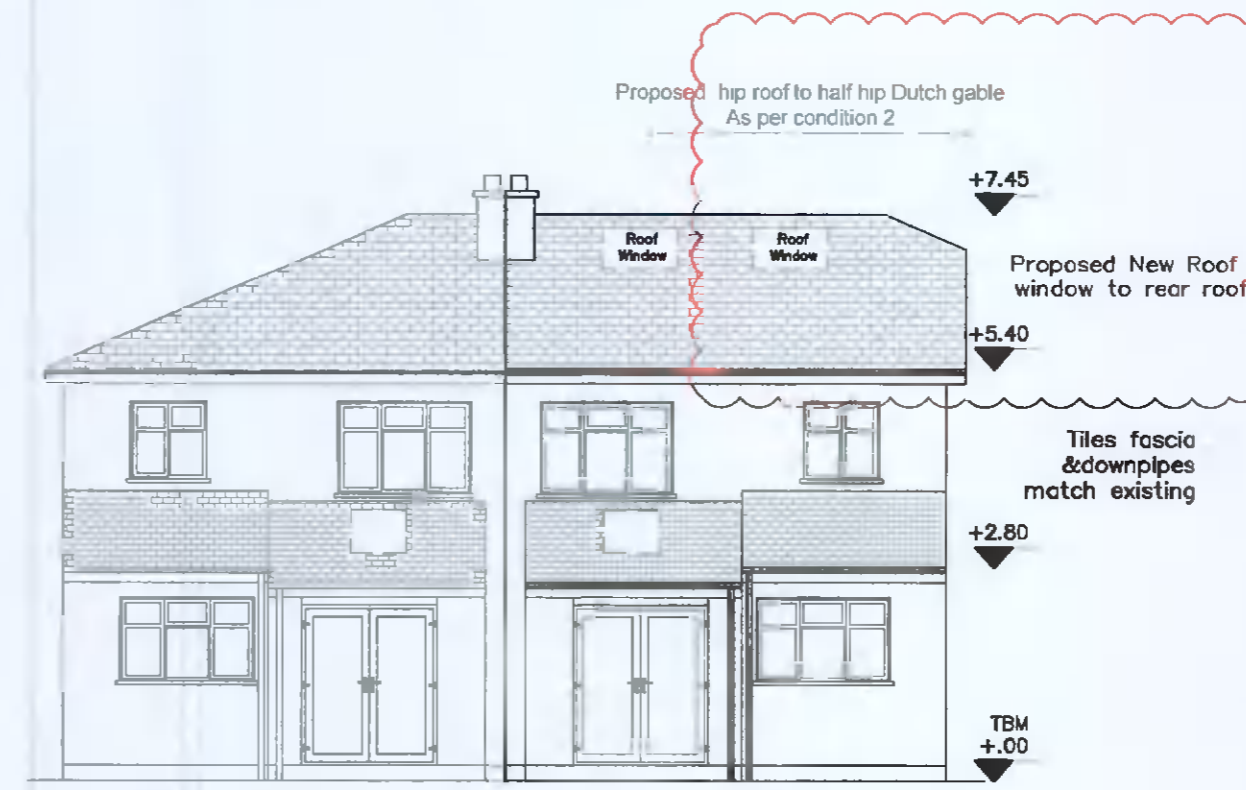 Proposed hip roof to half hip Dutch gable
As per condition 2
+7.45
Roof
Window
Roof
Window
Proposed New Roof
window to rear roof
+5.40
Tiles fascia
&downpipes
match existing
+2.80
TBM
+.00